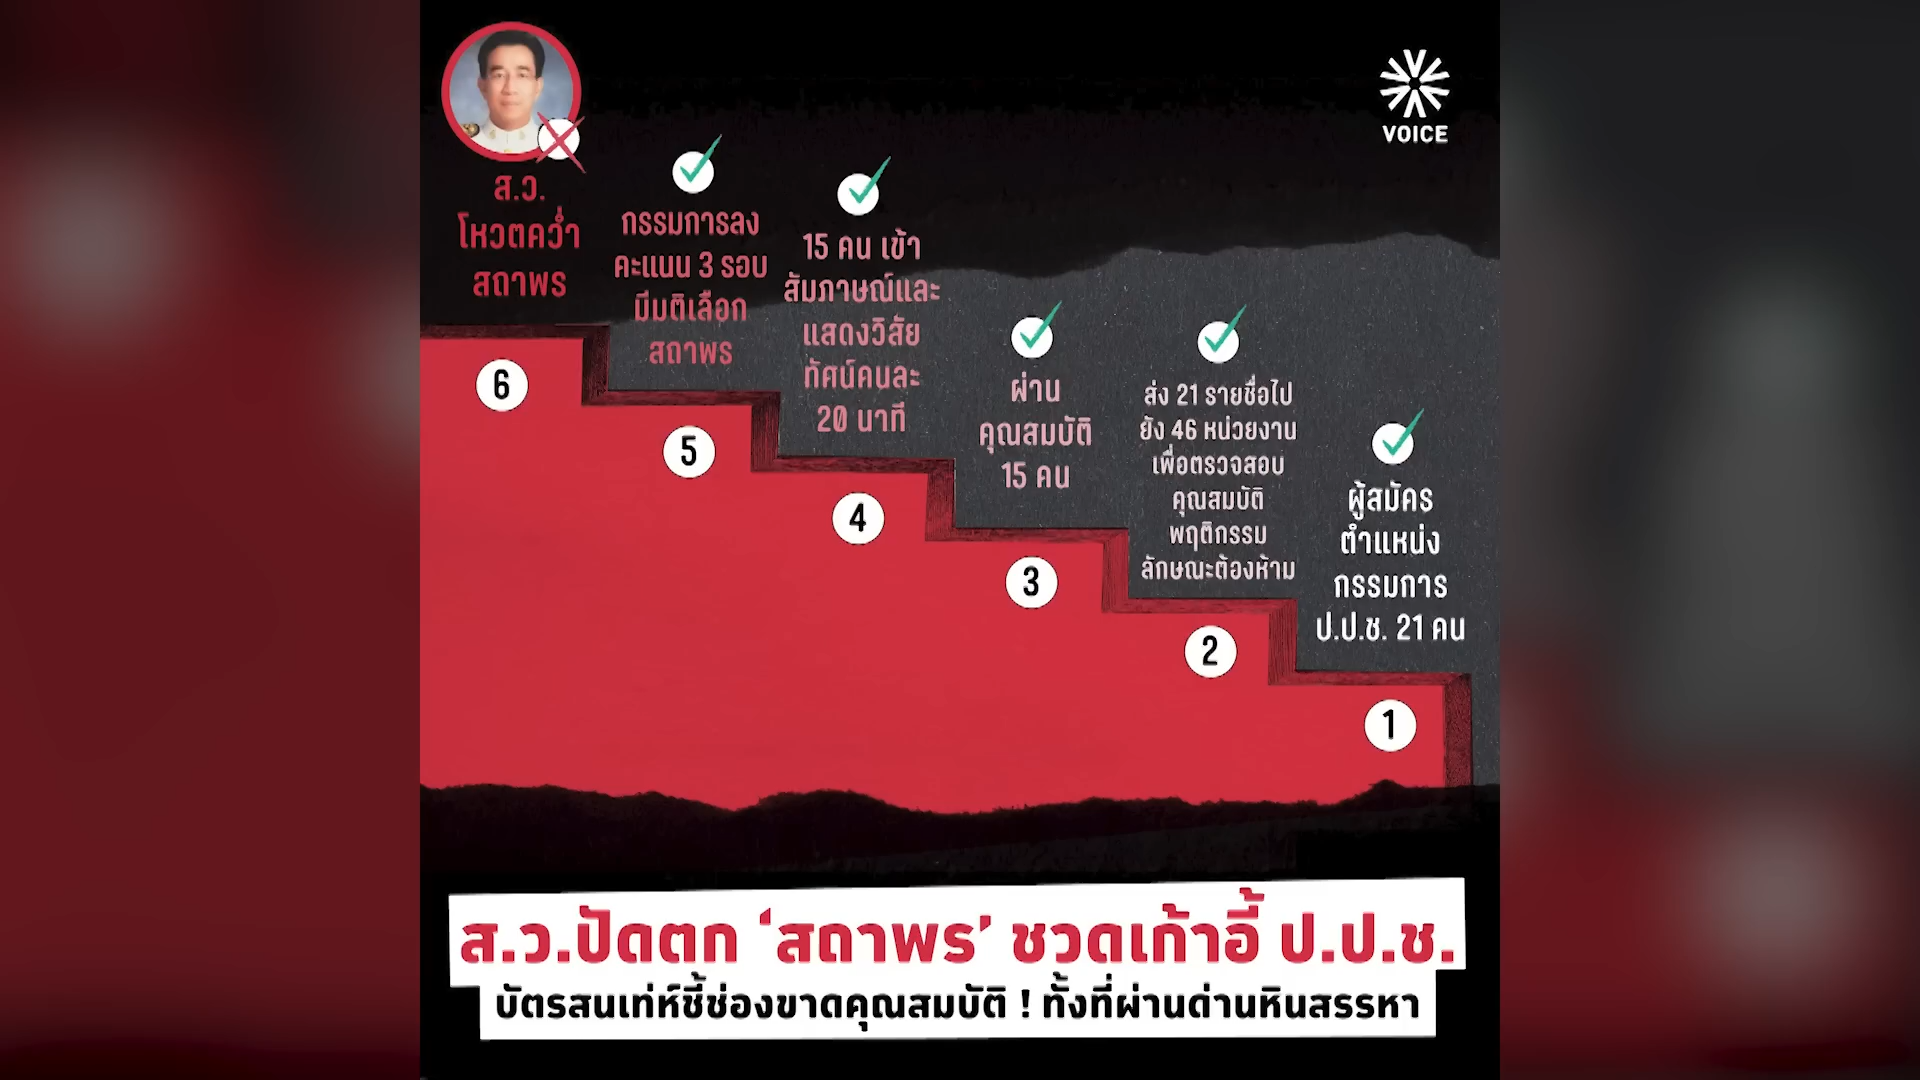 VOICE
ส.ว.
โหวตคว่ำ
สถาพร
กรรมการลง
คะแนน 3 รอบ
มีมติเลือก
สถาพร
15 คน เข้า
สัมภาษณ์และ
แสดงวิสัย
ทัศน์คนละ
20 นาที
ผ่าน
คุณสมบัติ
15 คน
ส่ง 21 รายชื่อไป
ยัง 46 หน่วยงาน
เพื่อตรวจสอบ
คุณสมบัติ
พฤติกรรม
ลักษณะต้องห้าม
ผู้สมัคร
ตำแหน่ง
กรรมการ
ป.ป.ช. 21 คน
6
5
4
3
2
1
ส.ว.ปัดตก ‘สถาพร’ ชวดเก้าอี้ ป.ป.ช.
บัตรสนเท่ห์ชี้ช่องขาดคุณสมบัติ ! ทั้งที่ผ่านด่านหินสรรหา